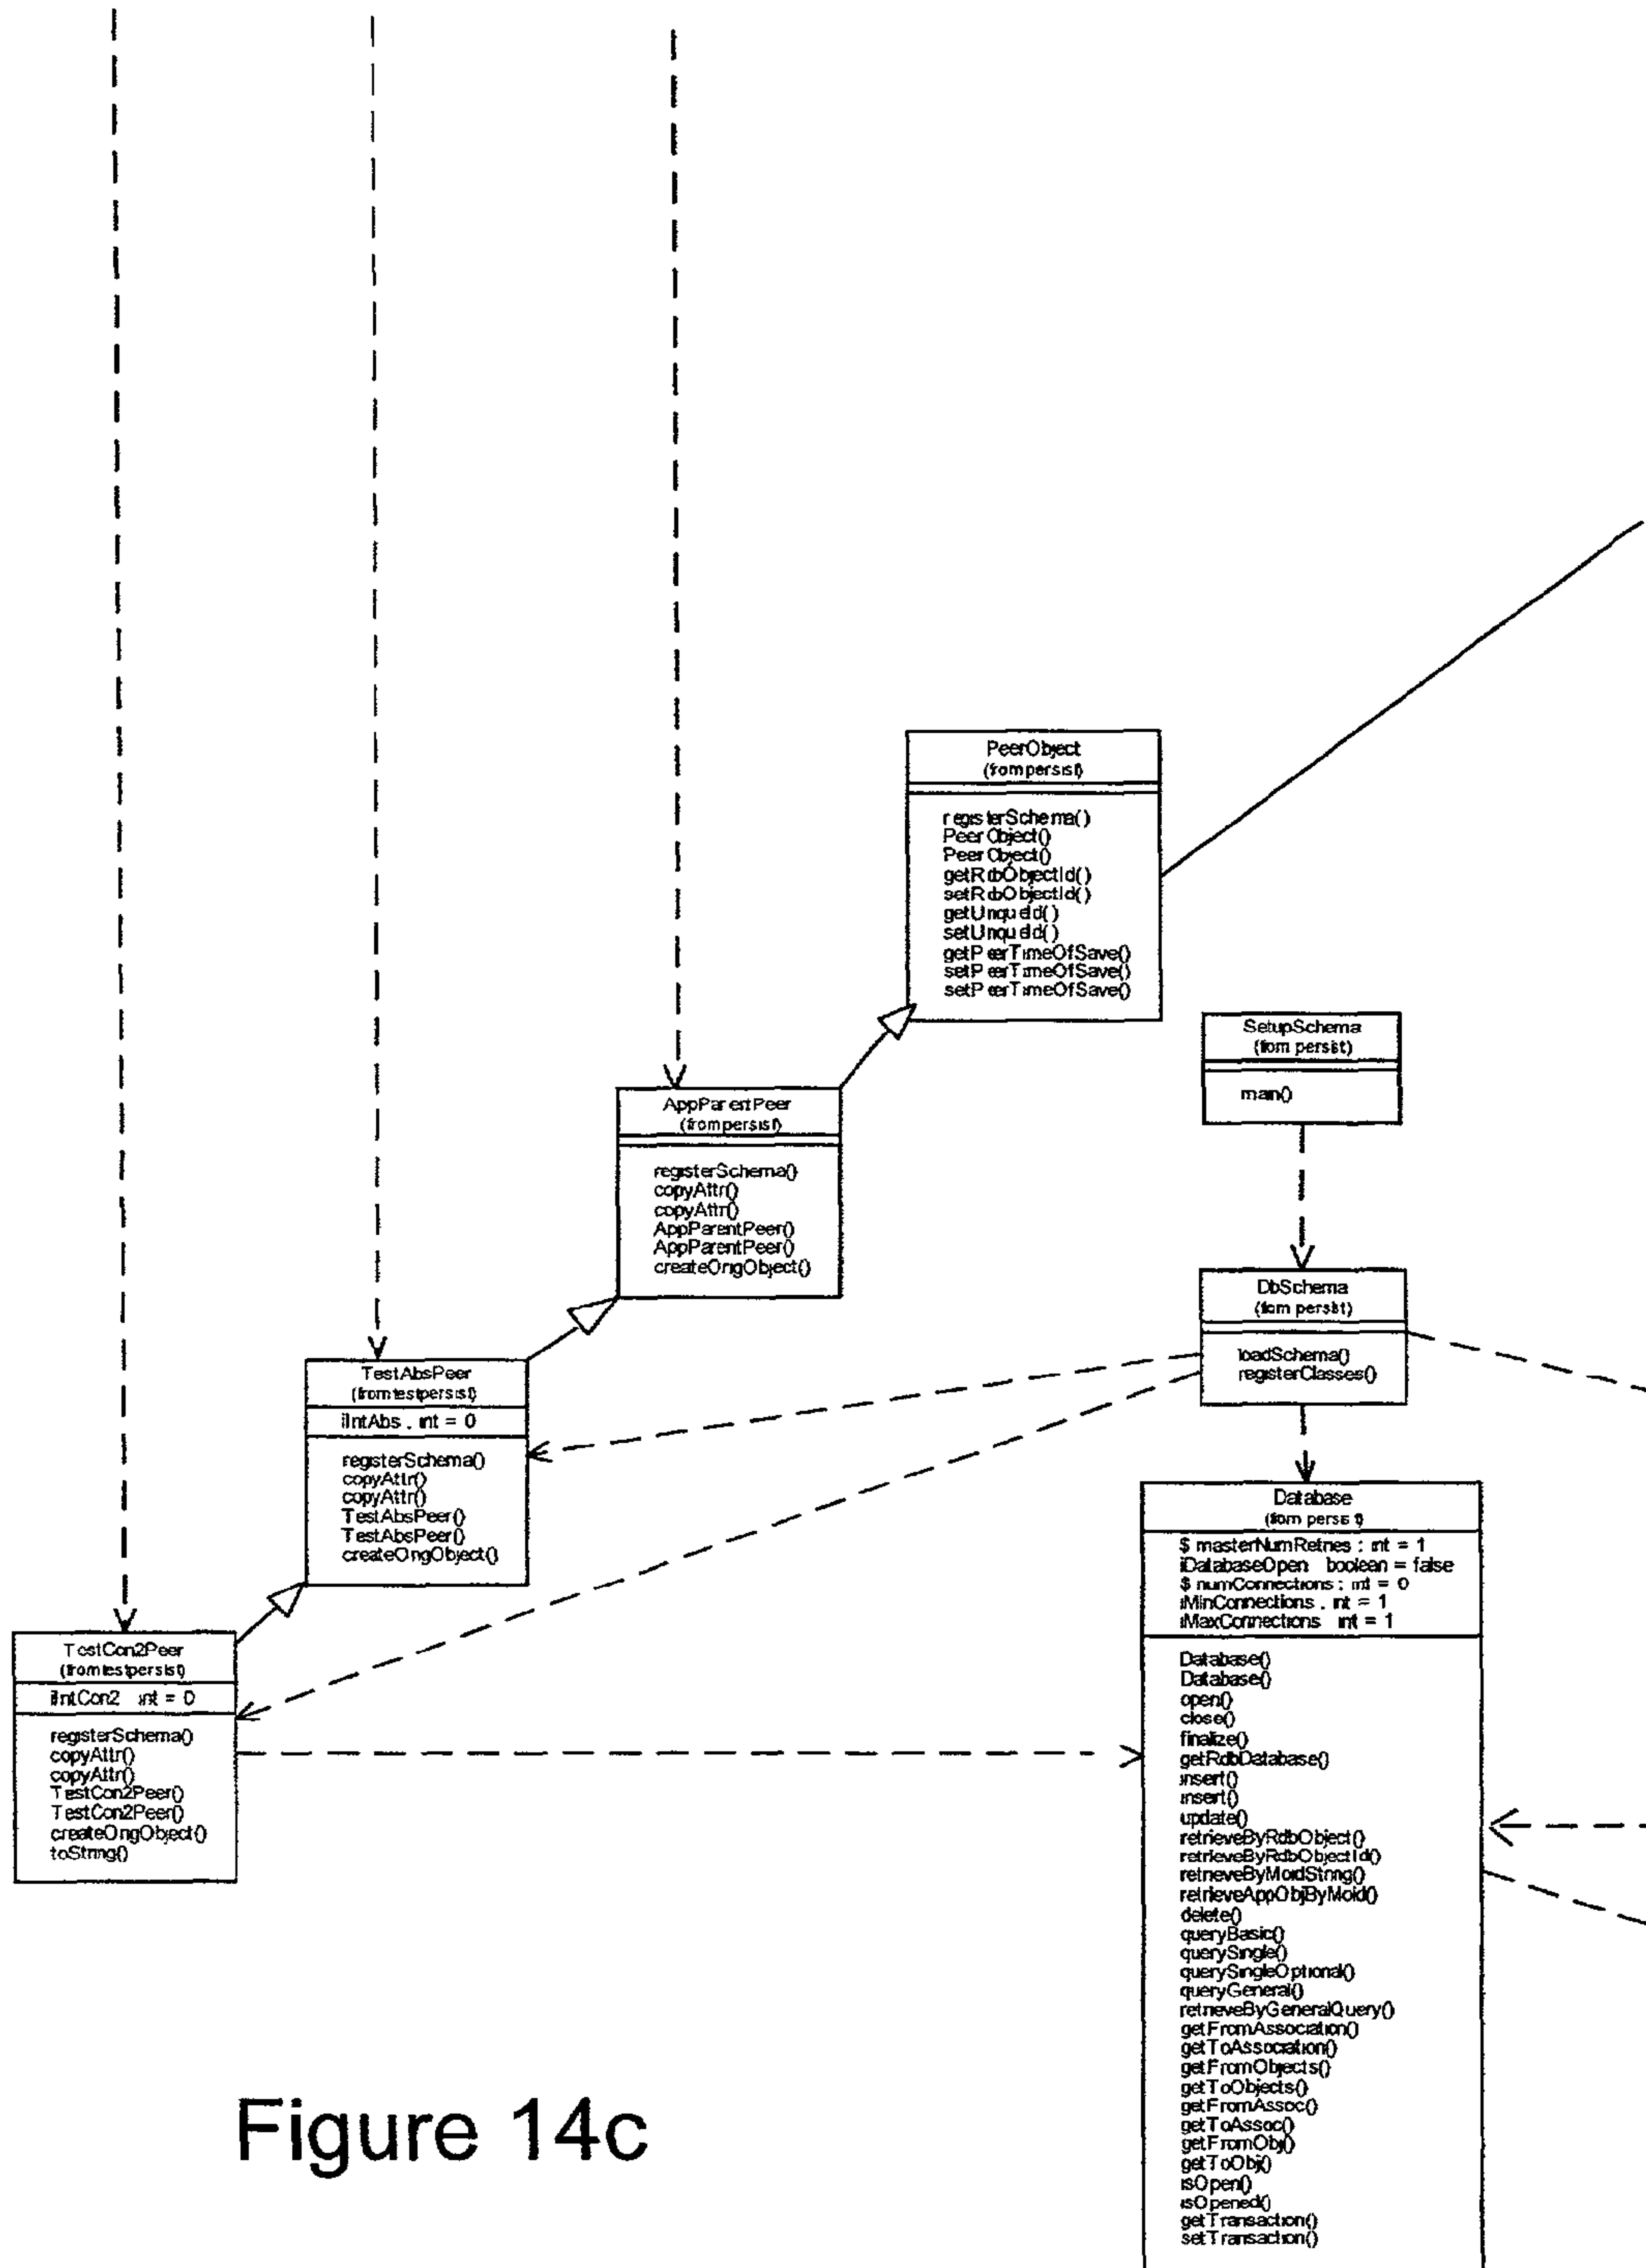 PeerObject
(from persist)
registerSchema()
PeerObject()
PeerObject()
getRdbObjectId()
setRdbObjectId()
getUniqueId()
setUniqueId()
getPeerTimeOfSave()
setPeerTimeOfSave()
setPeerTimeOfSave()
SetupSchema
(from persist)
main()
AppParentPeer
(from persist)
registerSchema()
copyAttr()
copyAttr()
AppParentPeer()
AppParentPeer()
createOrigObject()
DbSchema
(from persist)
loadSchema()
registerClasses()
TestAbsPeer
(from testpersist)
iIntAbs : int = 0
registerSchema()
copyAttr()
copyAttr()
TestAbsPeer()
TestAbsPeer()
createOrigObject()
Database
(from persist)
$ masterNumRetries : int = 1
iDatabaseOpen : boolean = false
$ numConnections : int = 0
iMinConnections : int = 1
iMaxConnections : int = 1
Database()
Database()
open()
close()
finalize()
getRdbDatabase()
insert()
insert()
update()
retrieveByRdbObject()
retrieveByRdbObjectId()
retrieveByMoidString()
retrieveAppObjByMoid()
delete()
queryBasic()
querySingle()
querySingleOptional()
queryGeneral()
retrieveByGeneralQuery()
getFromAssociation()
getToAssociation()
getFromObjects()
getToObjects()
getFromAssoc()
getToAssoc()
getFromObj()
getToObj()
isOpen()
isOpened()
getTransaction()
setTransaction()
TestCon2Peer
(from testpersist)
iIntCon2 : int = 0
registerSchema()
copyAttr()
copyAttr()
TestCon2Peer()
TestCon2Peer()
createOrigObject()
toString()
Figure 14c